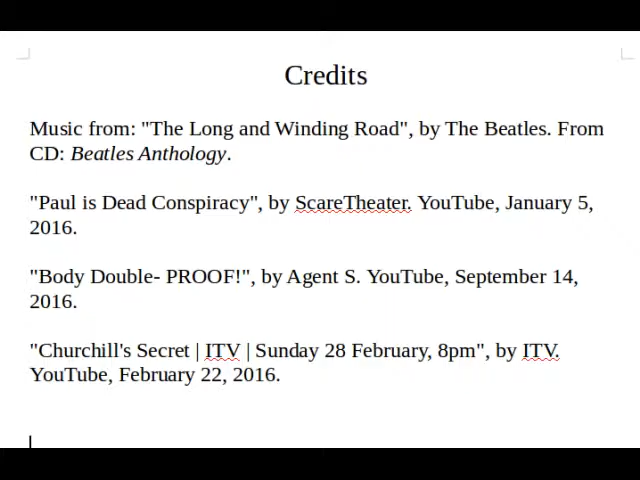 Credits
Music from: "The Long and Winding Road", by The Beatles. From
CD: Beatles Anthology.
"Paul is Dead Conspiracy", by ScareTheater. YouTube, January 5,
2016.
"Body Double- PROOF!", by Agent S. YouTube, September 14,
2016.
"Churchill's Secret | ITV | Sunday 28 February, 8pm", by ITV.
YouTube, February 22, 2016.